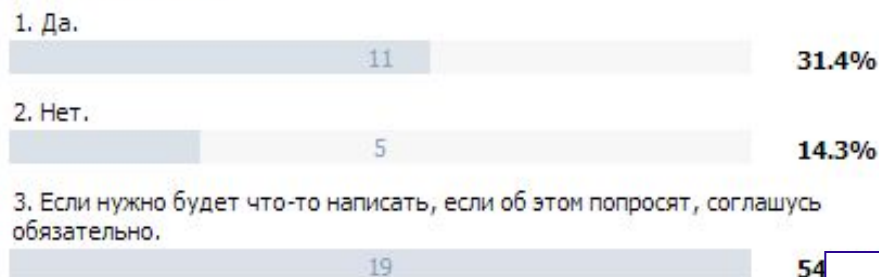 1. Да.
11 31.4%
2. Нет.
5 14.3%
3. Если нужно будет что-то написать, если об этом попросят, соглашусь
обязательно.
19 54